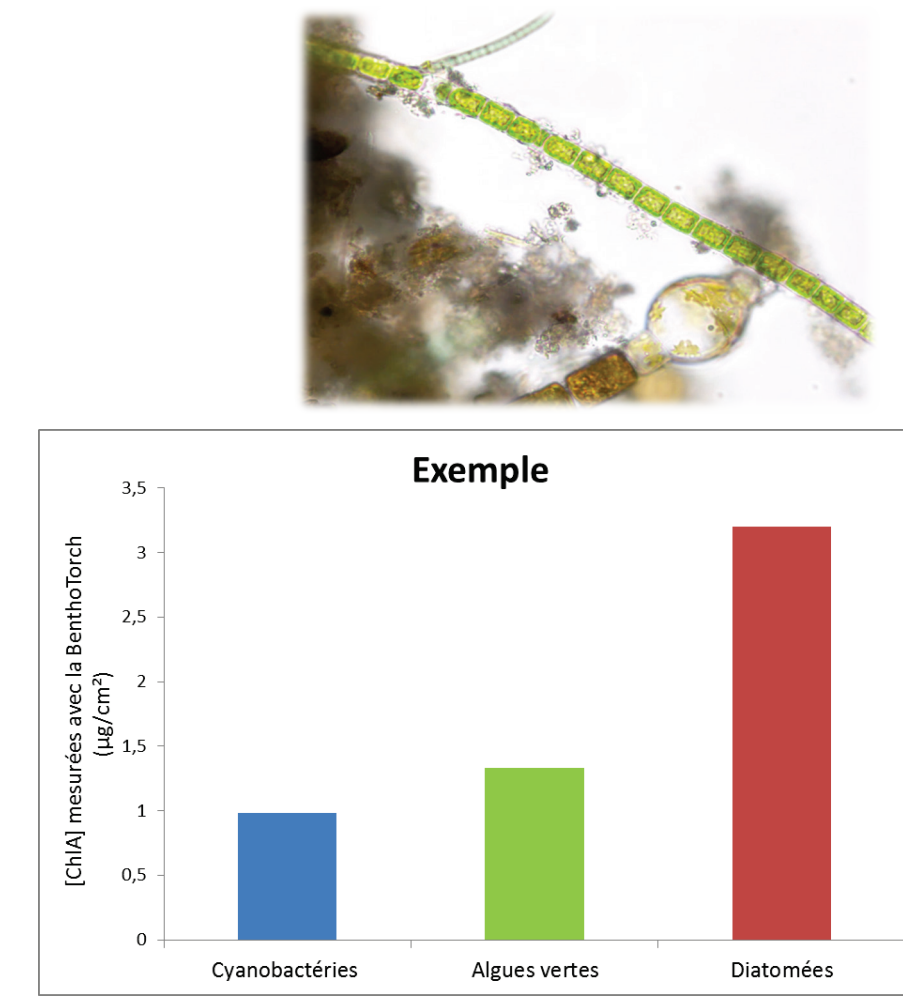 Exemple
[ChlA] mesurées avec la BenthoTorch
(µg/cm²)
3,5
3
2,5
2
1,5
1
0,5
0
Cyanobactéries
Algues vertes
Diatomées